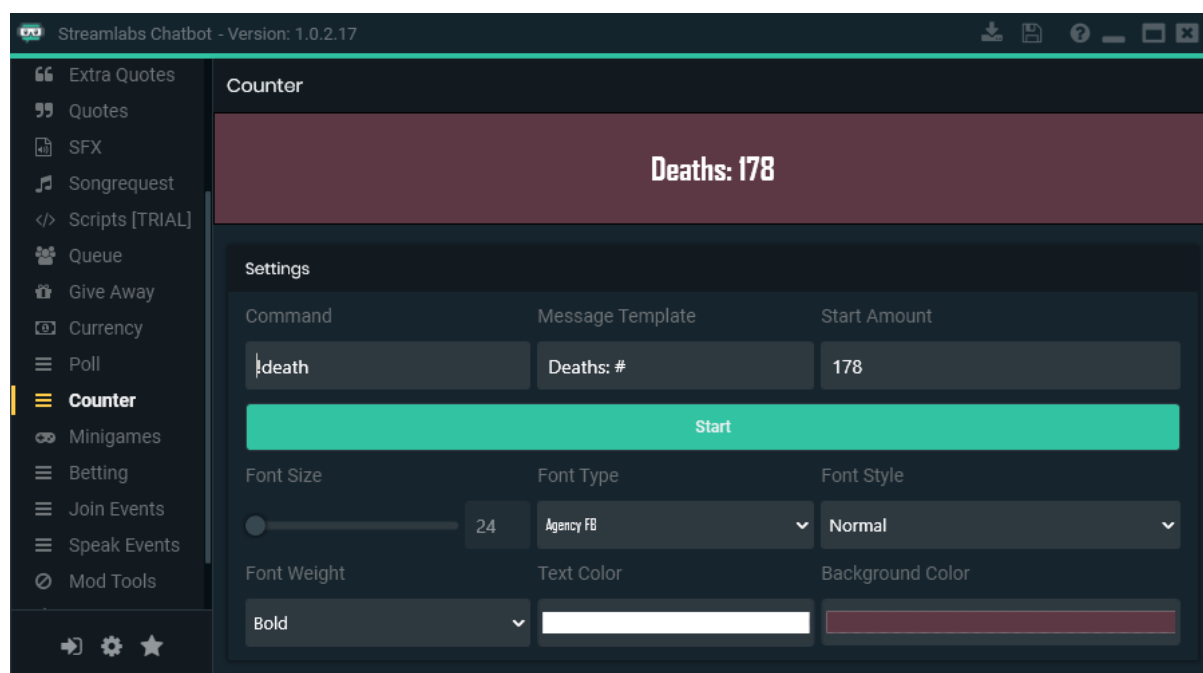 Streamlabs Chatbot - Version: 1.0.2.17
Extra Quotes
Quotes
SFX
Songrequest
Scripts [TRIAL]
Queue
Give Away
Currency
Poll
Counter
Minigames
Betting
Join Events
Speak Events
Mod Tools
Counter
Deaths: 178
Settings
Command Message Template Start Amount
!death Deaths: # 178
Start
Font Size Font Type Font Style
24 Agency FB Normal
Font Weight Text Color Background Color
Bold